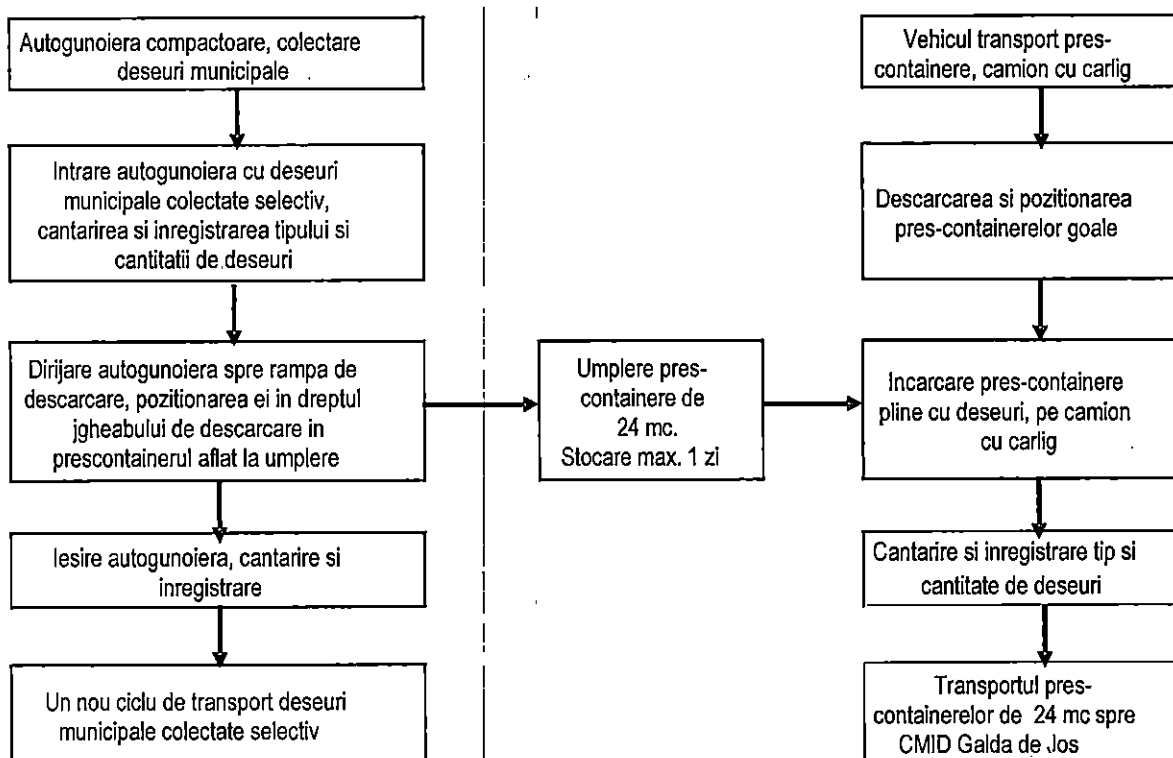 Autogunoiera compactoare, colectare
deseuri municipale
Intrare autogunoiera cu deseuri
municipale colectate selectiv,
cantarirea si inregistrarea tipului si
cantitatii de deseuri
Dirijare autogunoiera spre rampa de
descarcare, pozitionarea ei in dreptul
jgheabului de descarcare in
prescontainerul aflat la umplere
Iesire autogunoiera, cantarire si
inregistrare
Un nou ciclu de transport deseuri
municipale colectate selectiv
Umplere pres-
containere de
24 mc.
Stocare max. 1 zi
Vehicul transport pres-
containere, camion cu carlig
Descarcarea si pozitionarea
pres-containerelor goale
Incarcare pres-containere
pline cu deseuri, pe camion
cu carlig
Cantarire si inregistrare tip si
cantitate de deseuri
Transportul pres-
containerelor de 24 mc spre
CMID Galda de Jos